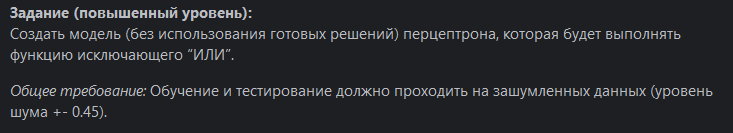 Задание (повышенный уровень):
Создать модель (без использования готовых решений) перцептрона, которая будет выполнять
функцию исключающего "ИЛИ".
Общее требование: Обучение и тестирование должно проходить на зашумленных данных (уровень
шума +- 0.45).